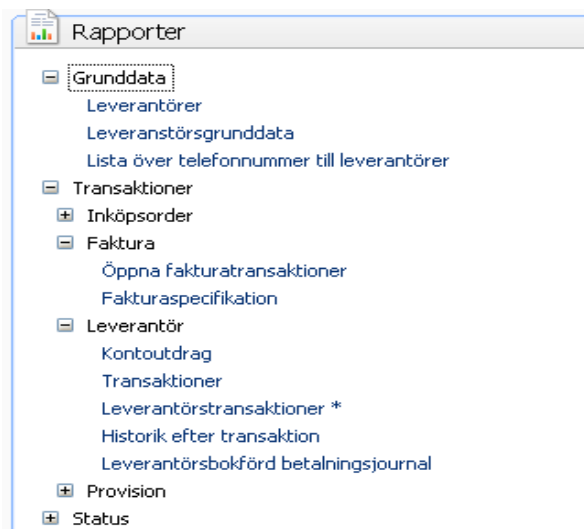 Rapporter
Grunddata
Leverantörer
Leveranstörsgrunddata
Lista över telefonnummer till leverantörer
Transaktioner
Inköpsorder
Faktura
Öppna fakturatransaktioner
Fakturaspecifikation
Leverantör
Kontoutdrag
Transaktioner
Leverantörstransaktioner *
Historik efter transaktion
Leverantörsbokförd betalningsjournal
Provision
Status